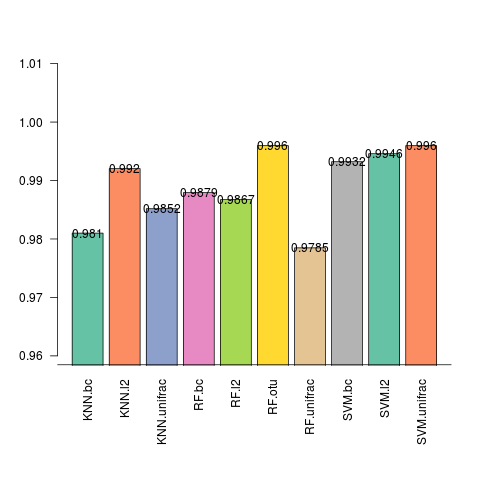 1.01
1.00
0.99
0.98
0.97
0.96
0.981
0.992
0.9852
0.9879
0.9867
0.996
0.9785
0.9932
0.9946
0.996
KNN.bc
KNN.l2
KNN.unifrac
RF.bc
RF.l2
RF.otu
RF.unifrac
SVM.bc
SVM.l2
SVM.unifrac